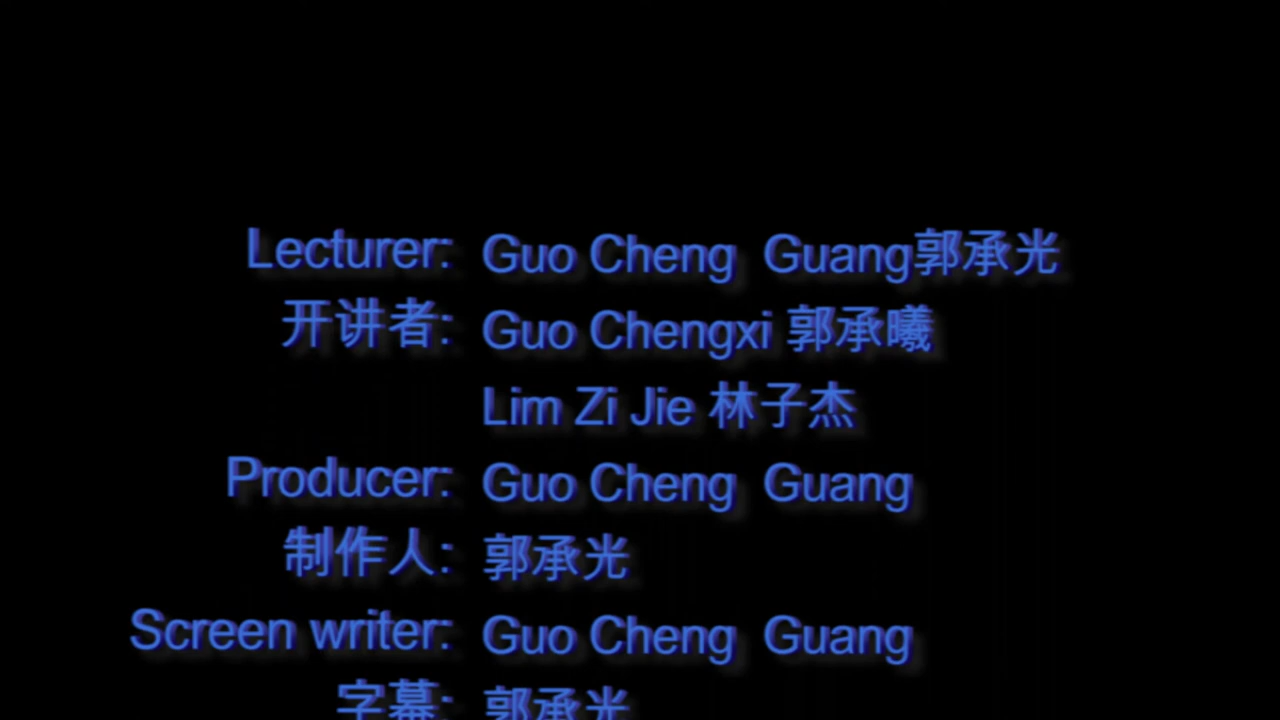 Lecturer: Guo Cheng  Guang郭承光
开讲者: Guo Chengxi 郭承曦
Lim Zi Jie 林子杰
Producer: Guo Cheng  Guang
制作人: 郭承光
Screen writer: Guo Cheng  Guang
字幕: 郭承光